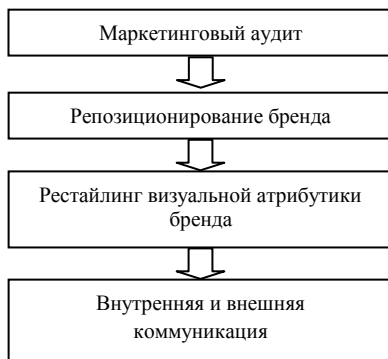 Маркетинговый аудит
Репозиционирование бренда
Рестайлинг визуальной атрибутики
бренда
Внутренняя и внешняя
коммуникация